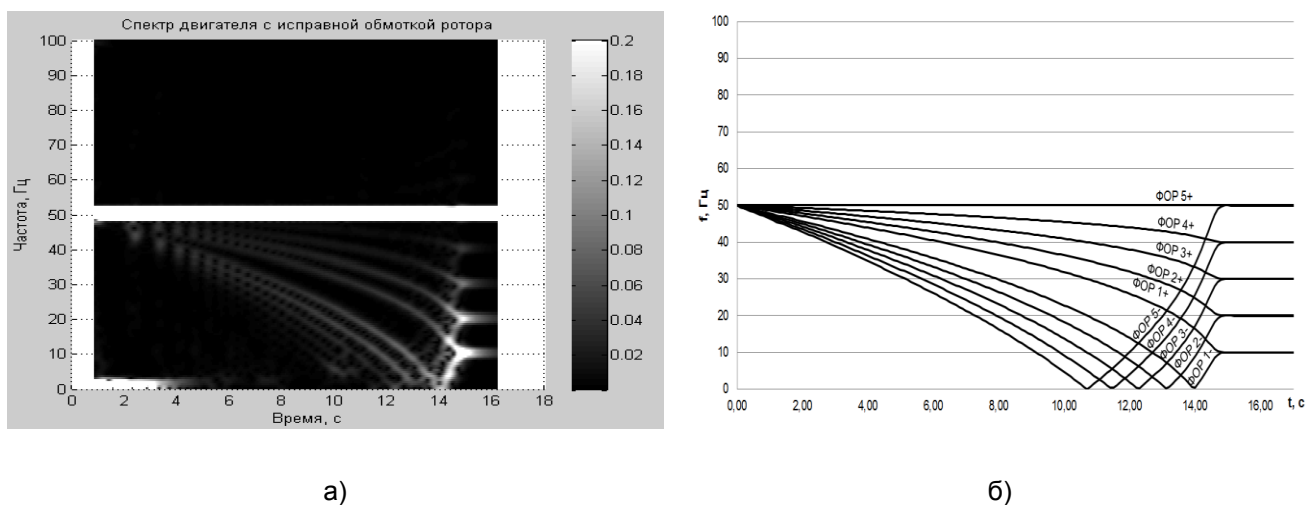 Спектр двигателя с исправной обмоткой ротора
100
90
80
70
60
50
40
30
20
10
0
Частота, Гц
0 2 4 6 8 10 12 14 16 18
Время, с
0.2
0.18
0.16
0.14
0.12
0.1
0.08
0.06
0.04
0.02
а)
100
90
80
70
60
50
40
30
20
10
0
f, Гц
0,00 2,00 4,00 6,00 8,00 10,00 12,00 14,00 16,00 t, с
ФОР 5+
ФОР 4+
ФОР 3+
ФОР 2+
ФОР 1+
ФОР 5-
ФОР 4-
ФОР 3-
ФОР 2-
ФОР 1-
б)